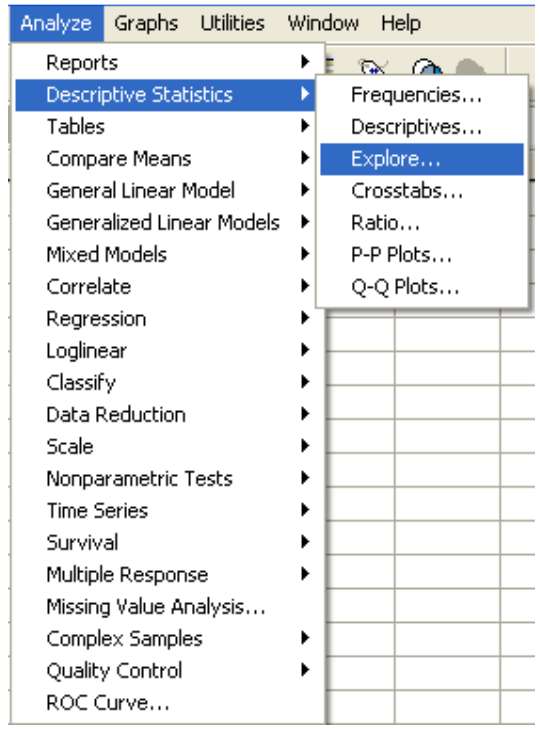 Analyze Graphs Utilities Window Help
Reports
Descriptive Statistics
Tables
Compare Means
General Linear Model
Generalized Linear Models
Mixed Models
Correlate
Regression
Loglinear
Classify
Data Reduction
Scale
Nonparametric Tests
Time Series
Survival
Multiple Response
Missing Value Analysis...
Complex Samples
Quality Control
ROC Curve...
Frequencies...
Descriptives...
Explore...
Crosstabs...
Ratio...
P-P Plots...
Q-Q Plots...